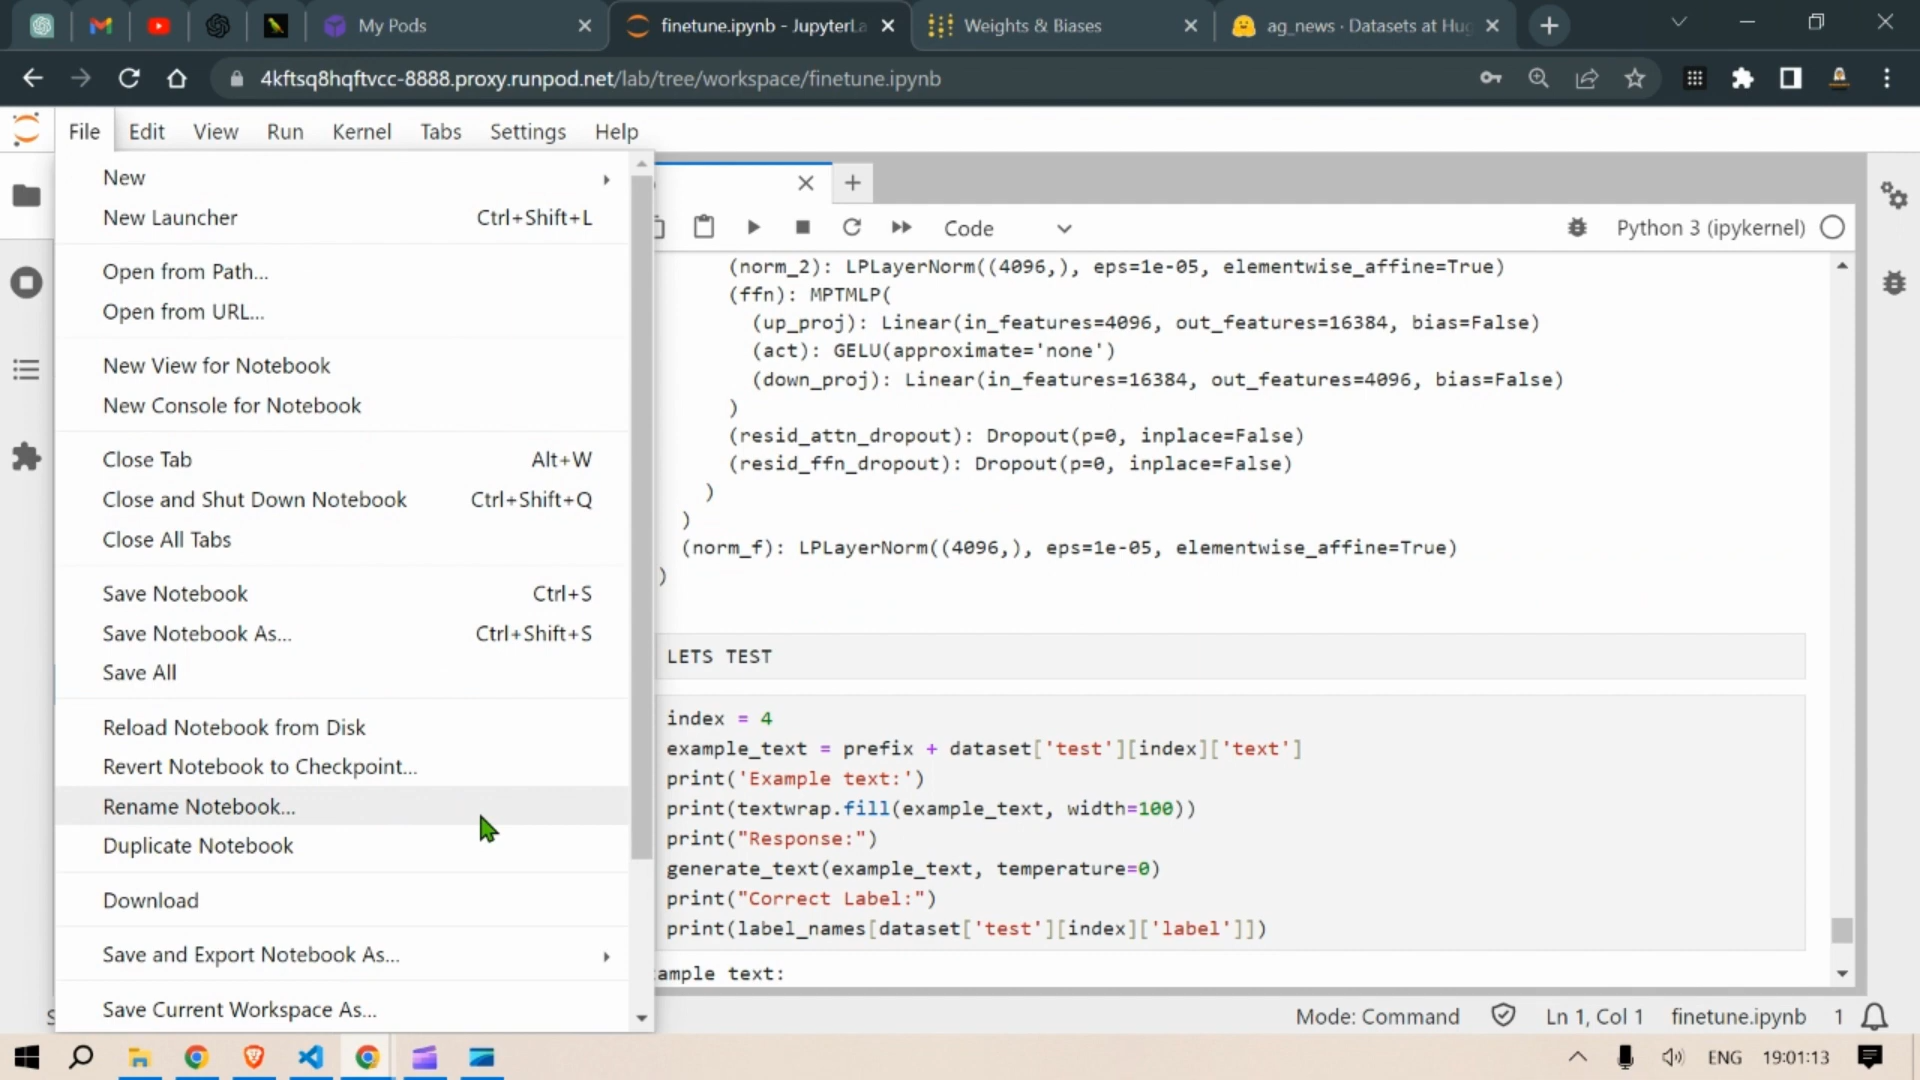 My Pods
finetune.ipynb - JupyterLa
Weights & Biases
ag_news · Datasets at Hug
4kftsq8hqftvcc-8888.proxy.runpod.net/lab/tree/workspace/finetune.ipynb
File Edit View Run Kernel Tabs Settings Help
New
New Launcher Ctrl+Shift+L
Open from Path...
Open from URL...
New View for Notebook
New Console for Notebook
Close Tab Alt+W
Close and Shut Down Notebook Ctrl+Shift+Q
Close All Tabs
Save Notebook Ctrl+S
Save Notebook As... Ctrl+Shift+S
Save All
Reload Notebook from Disk
Revert Notebook to Checkpoint...
Rename Notebook...
Duplicate Notebook
Download
Save and Export Notebook As...
Save Current Workspace As...
Code
Python 3 (ipykernel)
(norm_2): LPLayerNorm((4096,), eps=1e-05, elementwise_affine=True)
(ffn): MPTMLP(
(up_proj): Linear(in_features=4096, out_features=16384, bias=False)
(act): GELU(approximate='none')
(down_proj): Linear(in_features=16384, out_features=4096, bias=False)
)
(resid_attn_dropout): Dropout(p=0, inplace=False)
(resid_ffn_dropout): Dropout(p=0, inplace=False)
)
)
(norm_f): LPLayerNorm((4096,), eps=1e-05, elementwise_affine=True)
)
LETS TEST
index = 4
example_text = prefix + dataset['test'][index]['text']
print('Example text:')
print(textwrap.fill(example_text, width=100))
print("Response:")
generate_text(example_text, temperature=0)
print("Correct Label:")
print(label_names[dataset['test'][index]['label']])
ample text:
Mode: Command Ln 1, Col 1 finetune.ipynb 1
ENG 19:01:13